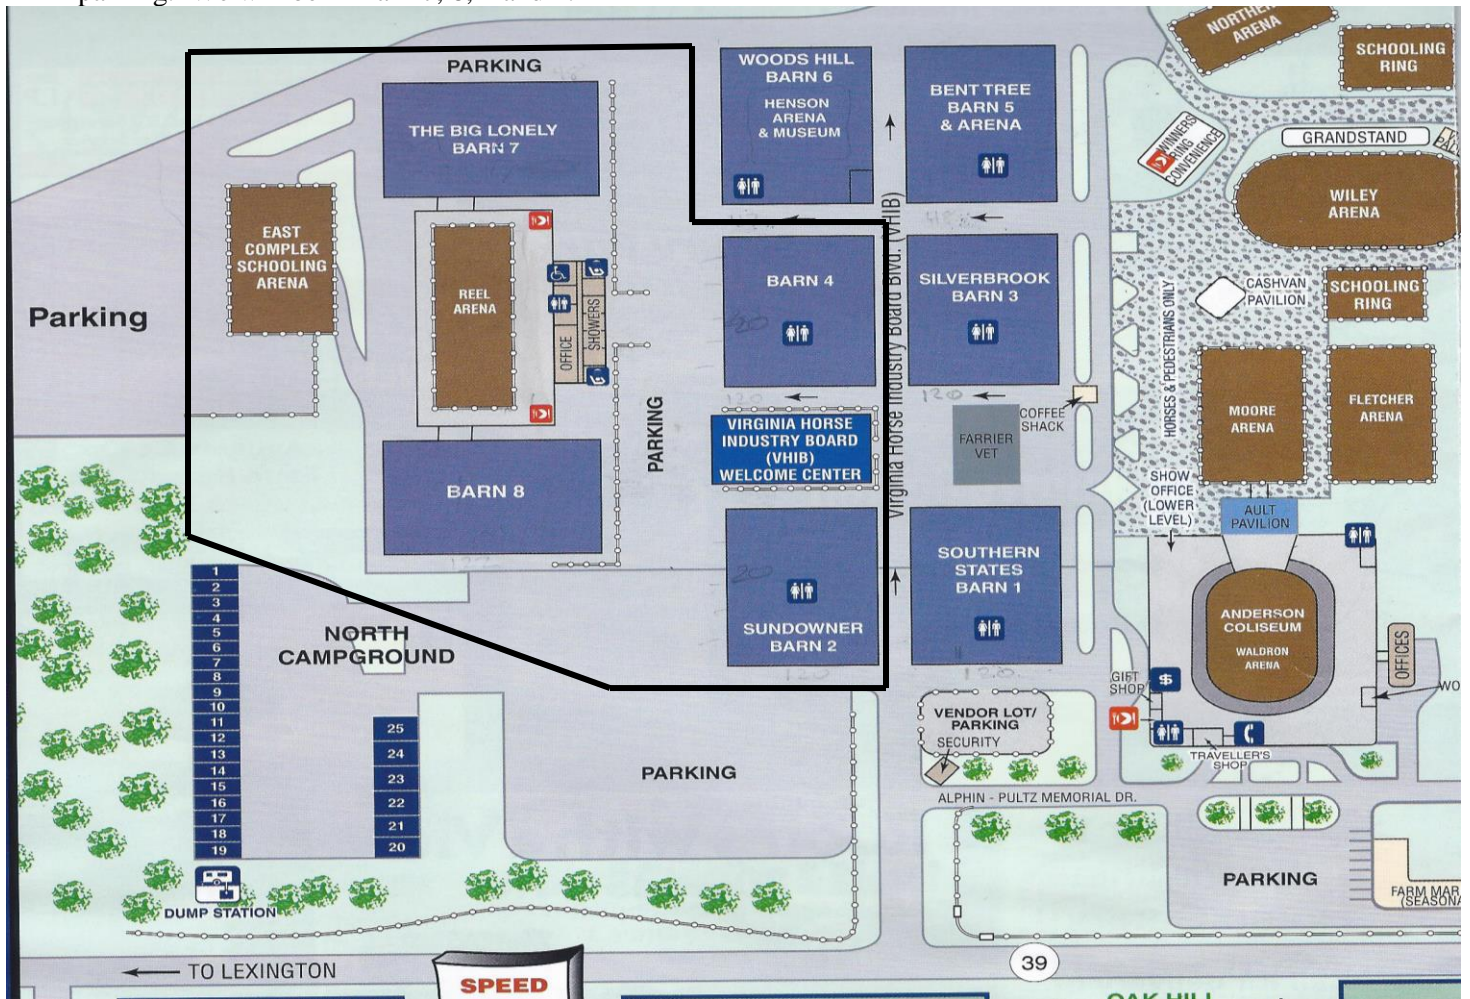 PARKING
THE BIG LONELY
BARN 7
WOODS HILL
BARN 6
HENSON
ARENA
& MUSEUM
BENT TREE
BARN 5
& ARENA
NORTHERN
ARENA
SCHOOLING
RING
WINNERS
RING
CONVENIENCE
GRANDSTAND
WILEY
ARENA
EAST
COMPLEX
SCHOOLING
ARENA
REEL
ARENA
OFFICE
SHOWERS
Parking
PARKING
BARN 4
SILVERBROOK
BARN 3
Virginia Horse Industry Board Blvd. (VHIB)
HORSES & PEDESTRIANS ONLY
CASHVAN
PAVILION
SCHOOLING
RING
120
120
COFFEE
SHACK
VIRGINIA HORSE
INDUSTRY BOARD
(VHIB)
WELCOME CENTER
FARRIER
VET
MOORE
ARENA
FLETCHER
ARENA
BARN 8
SHOW
OFFICE
(LOWER
LEVEL)
AULT
PAVILION
SUNDOWNER
BARN 2
SOUTHERN
STATES
BARN 1
120
120
ANDERSON
COLISEUM
WALDRON
ARENA
OFFICES
GIFT
SHOP
$
TRAVELLER'S
SHOP
NORTH
CAMPGROUND
1
2
3
4
5
6
7
8
9
10
11
12
13
14
15
16
17
18
19
25
24
23
22
21
20
DUMP STATION
PARKING
VENDOR LOT/
PARKING
SECURITY
ALPHIN - PULTZ MEMORIAL DR.
PARKING
FARM MAR
(SEASONA
TO LEXINGTON
SPEED
39
OAK HILL